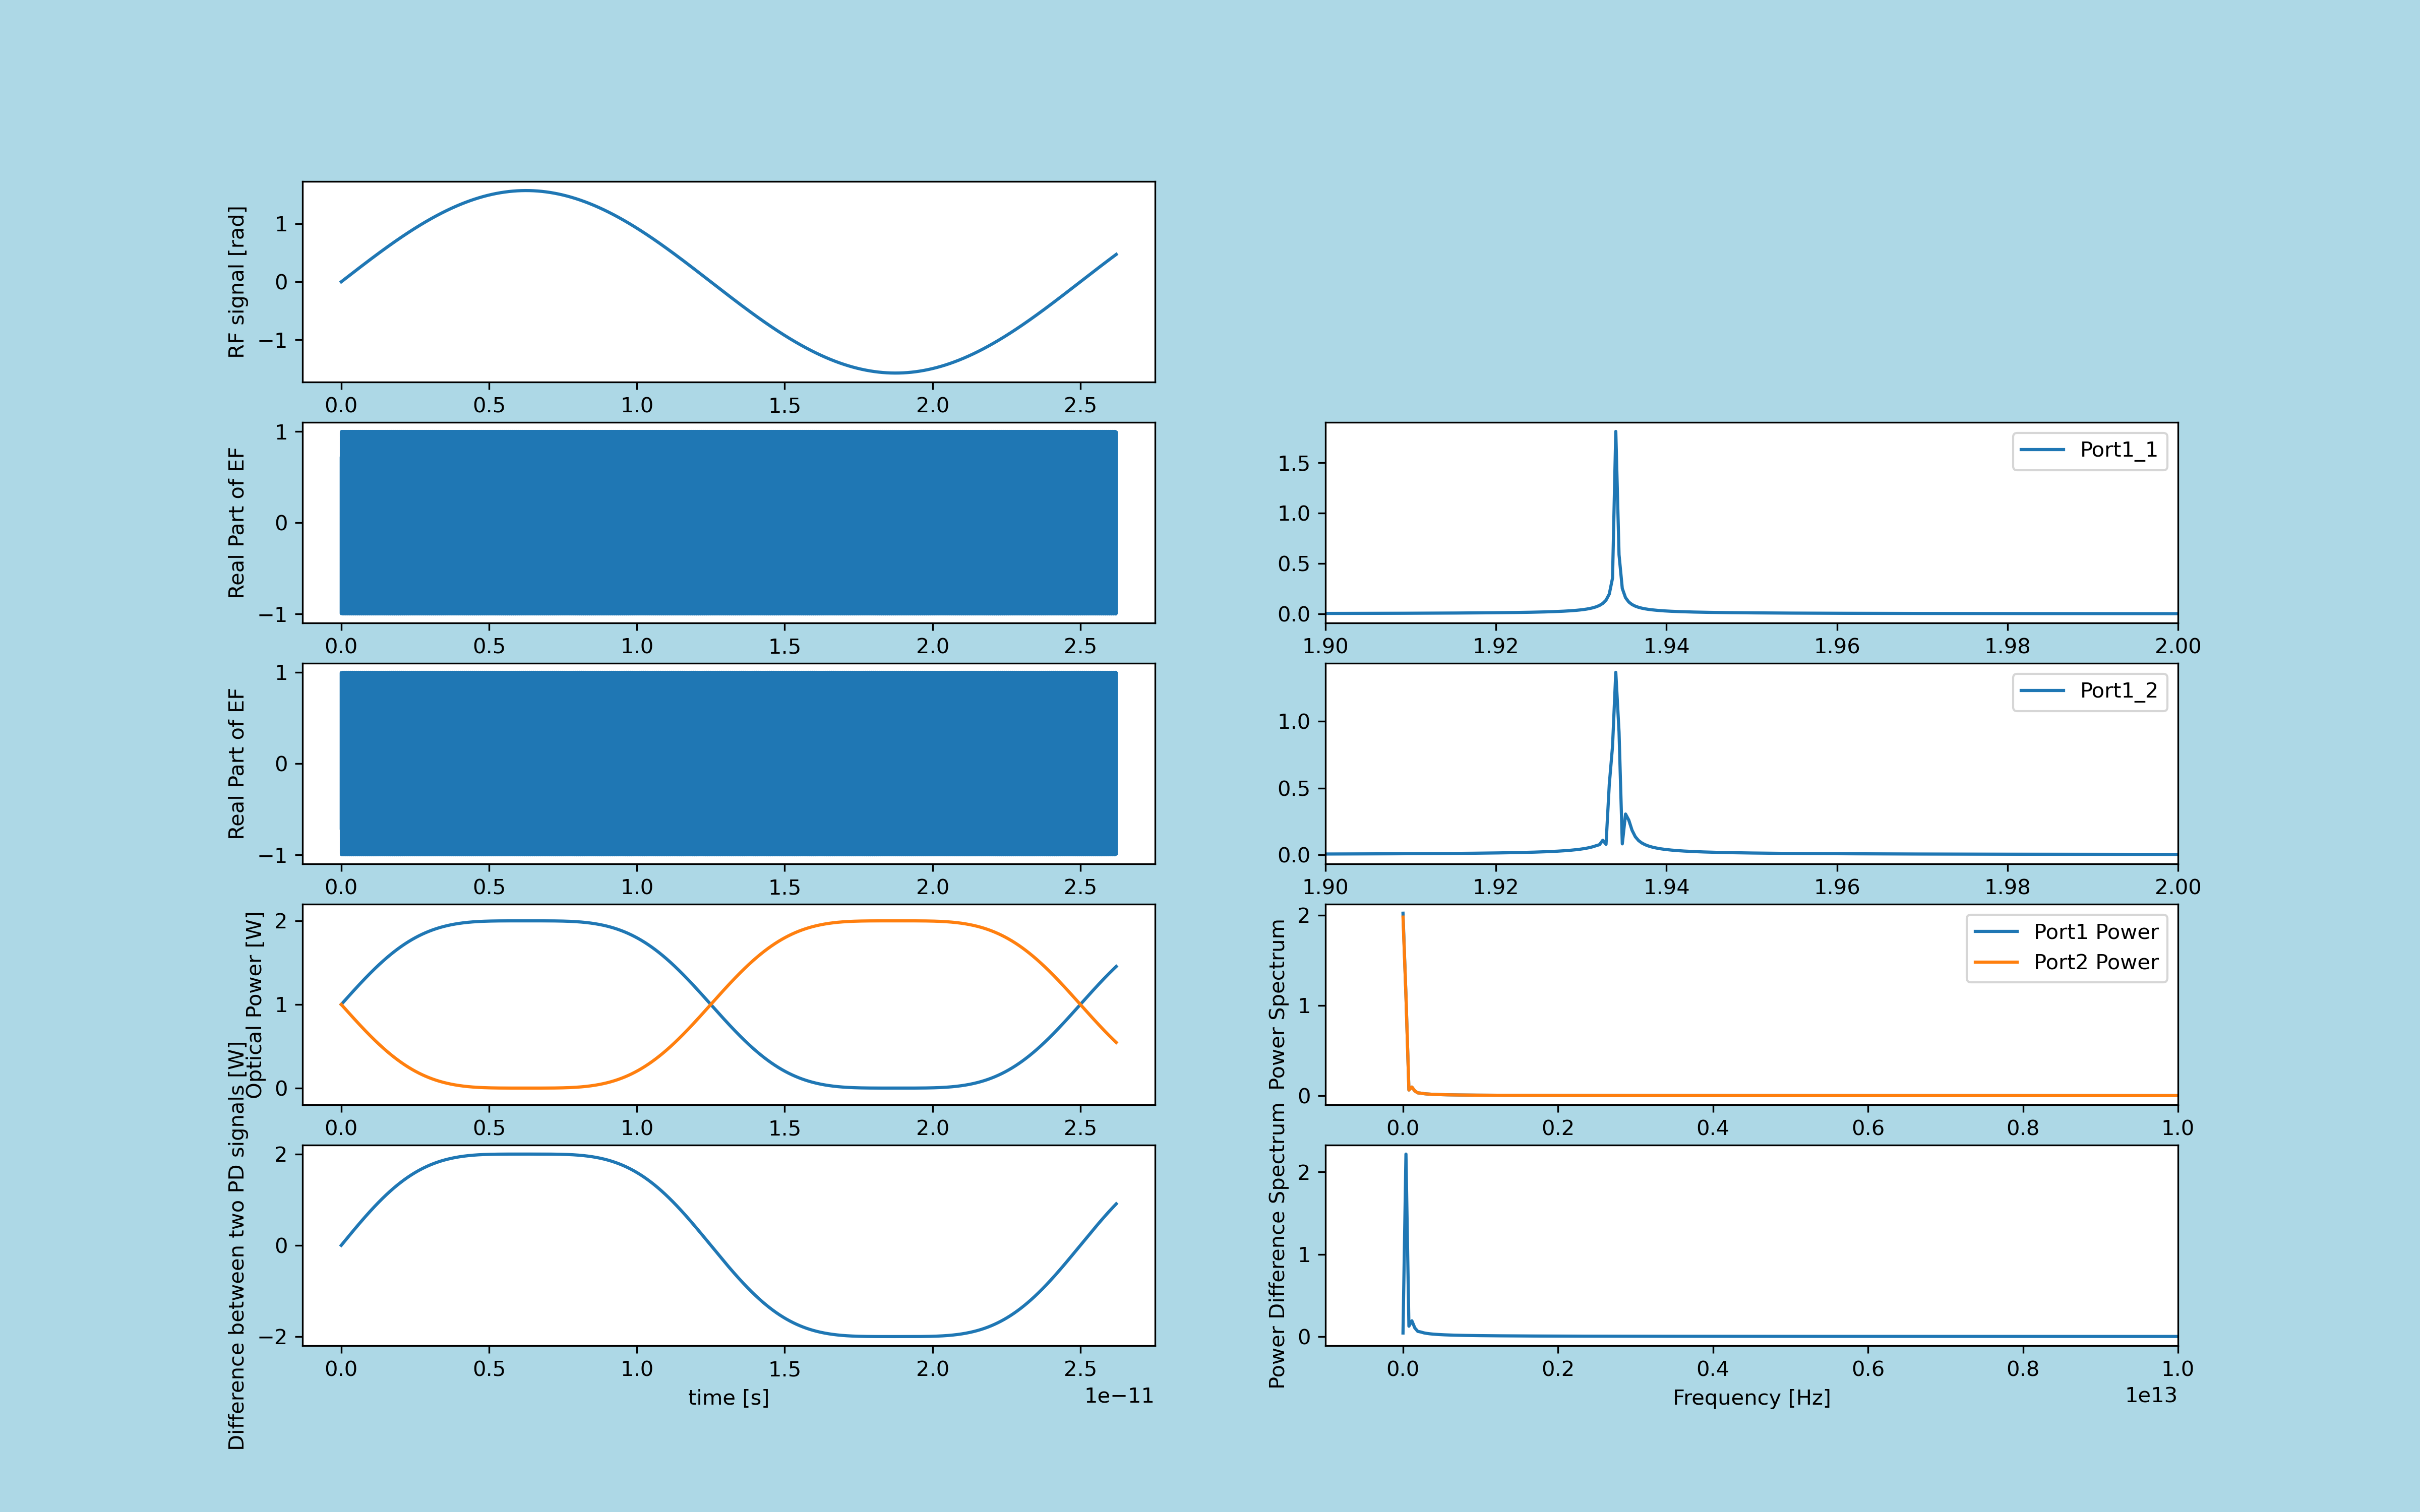 RF signal [rad]
1
0
−1
0.0 0.5 1.0 1.5 2.0 2.5
Real Part of EF
1
0
−1
0.0 0.5 1.0 1.5 2.0 2.5
Port1_1
1.5
1.0
0.5
0.0
1.90 1.92 1.94 1.96 1.98 2.00
Real Part of EF
1
0
−1
0.0 0.5 1.0 1.5 2.0 2.5
Port1_2
1.0
0.5
0.0
1.90 1.92 1.94 1.96 1.98 2.00
Optical Power [W]
2
1
0
0.0 0.5 1.0 1.5 2.0 2.5
Power Spectrum
Port1 Power
Port2 Power
2
1
0
0.0 0.2 0.4 0.6 0.8 1.0
Difference between two PD signals [W]
2
0
−2
0.0 0.5 1.0 1.5 2.0 2.5
time [s]
1e−11
Power Difference Spectrum
2
1
0
0.0 0.2 0.4 0.6 0.8 1.0
Frequency [Hz]
1e13